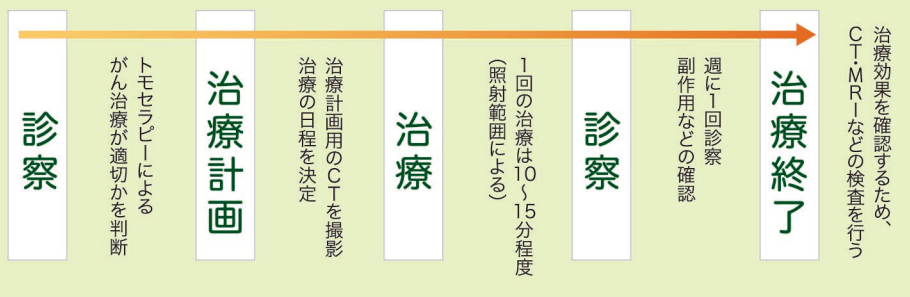 診察
トモセラピーによる
がん治療が適切かを判断
治療計画
治療計画用のCTを撮影
治療の日程を決定
治療
1回の治療は10〜15分程度
（照射範囲による）
診察
週に1回診察
副作用などの確認
治療終了
治療効果を確認するため、
CT・MRIなどの検査を行う